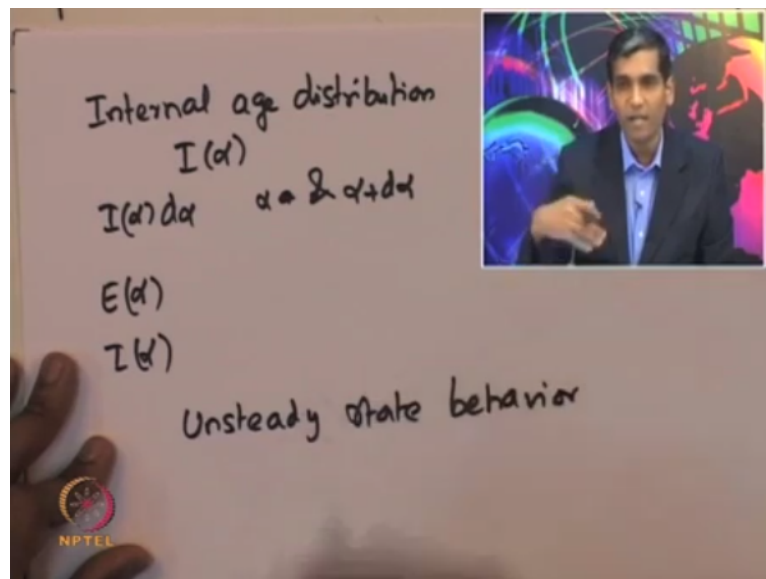 Internal age distribution
I(α)
I(α)dα α & α+dα
E(α)
I(α)
Unsteady state behavior
NPTEL